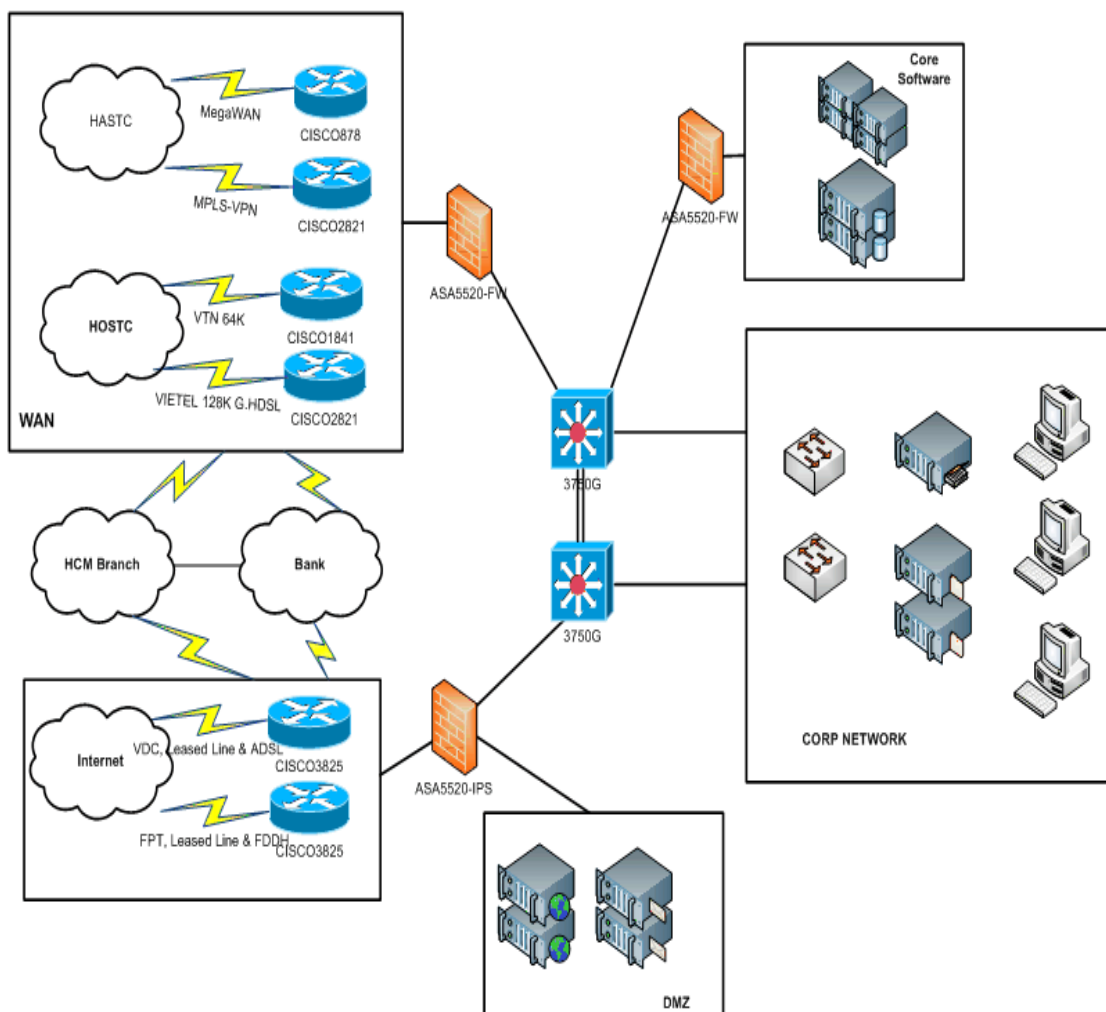 HASTC
MegaWAN
CISCO878
MPLS-VPN
CISCO2821
HOSTC
VTN 64K
CISCO1841
VIETEL 128K G.HDSL
CISCO2821
WAN
ASA5520-FW
ASA5520-FW
Core
Software
3750G
3750G
HCM Branch
Bank
CORP NETWORK
Internet
VDC, Leased Line & ADSL
CISCO3825
FPT, Leased Line & FDDH
CISCO3825
ASA5520-IPS
DMZ